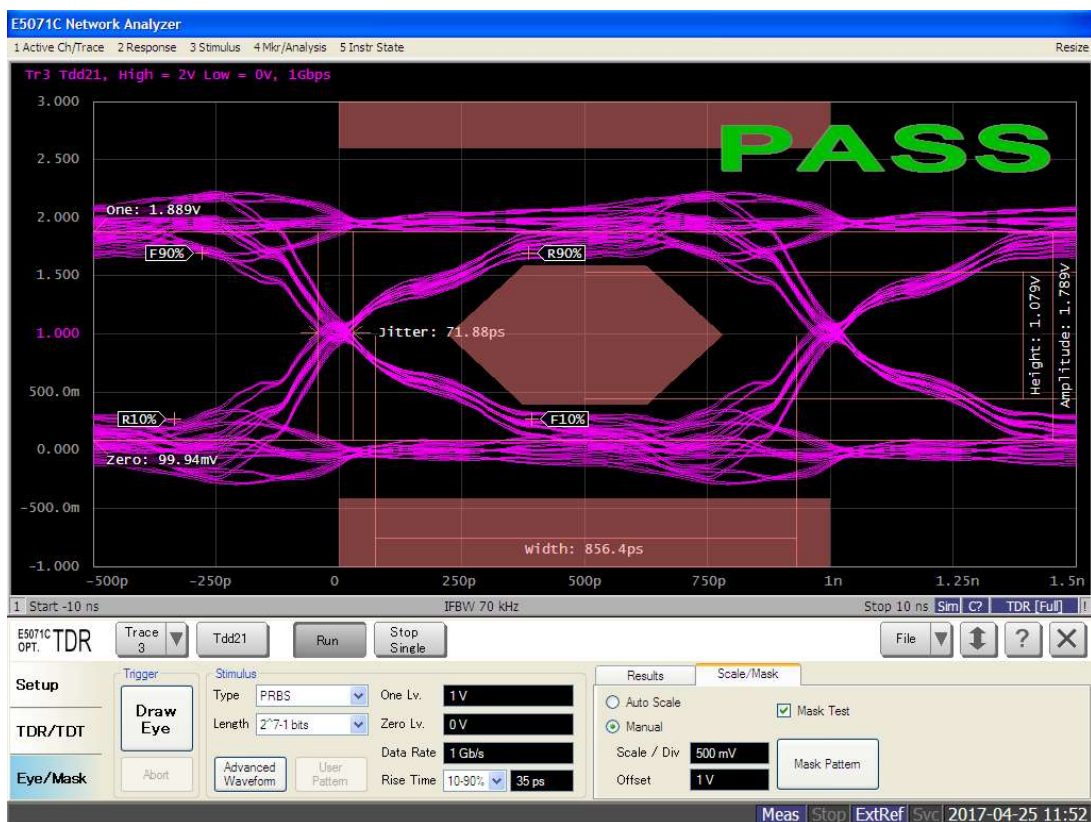 E5071C Network Analyzer
1 Active Ch/Trace 2 Response 3 Stimulus 4 Mkr/Analysis 5 Instr State Resize
Tr3 Tdd21, High = 2V Low = 0V, 1Gbps
PASS
3.000
2.500
2.000
One: 1.889V
F90% R90%
1.500
1.000
Jitter: 71.88ps
Height: 1.079V
Amplitude: 1.789V
500.0m
R10% F10%
0.000
Zero: 99.94mV
-500.0m
Width: 856.4ps
-1.000
-500p -250p 0 250p 500p 750p 1n 1.25n 1.5n
1 Start -10 ns IFBW 70 kHz Stop 10 ns Sim C? TDR [Full] !
E5071C OPT. TDR Trace 3 Tdd21 Run Stop Single File ? X
Setup
TDR/TDT
Eye/Mask
Trigger
Draw Eye
Abort
Stimulus
Type PRBS One Lv. 1 V
Length 2^7-1 bits Zero Lv. 0 V
Data Rate 1 Gb/s
Advanced Waveform User Pattern Rise Time 10-90% 35 ps
Results Scale/Mask
Auto Scale
Mask Test
Manual
Scale / Div 500 mV
Mask Pattern
Offset 1 V
Meas Stop ExtRef Svc 2017-04-25 11:52